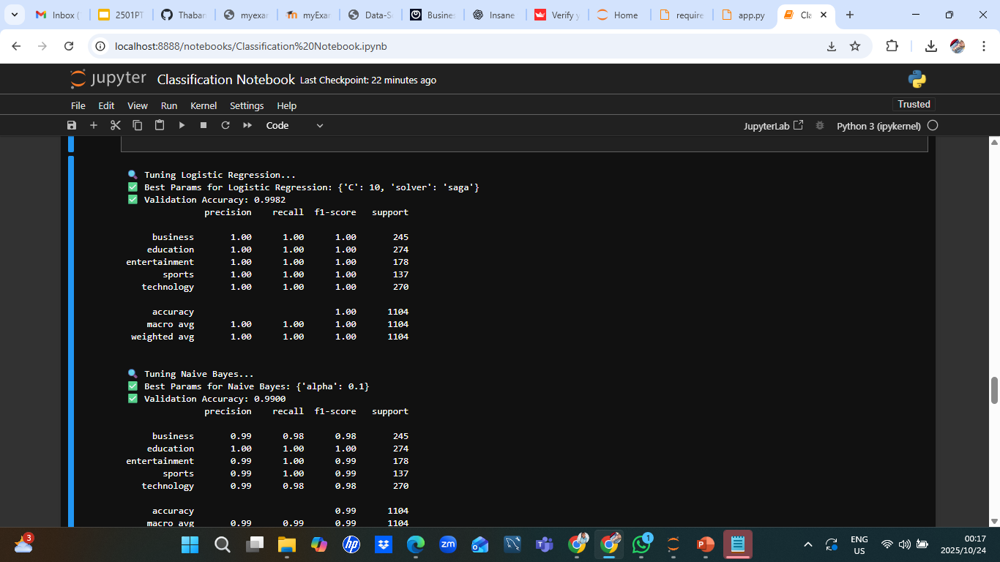 Inbox (
2501PT
Thaban
myexar
myExar
Data-Sc
Busines
Insane
Verify y
Home
require
app.py
Cla
localhost:8888/notebooks/Classification%20Notebook.ipynb
jupyter Classification Notebook Last Checkpoint: 22 minutes ago
File Edit View Run Kernel Settings Help
Trusted
Code
JupyterLab
Python 3 (ipykernel)
Tuning Logistic Regression...
Best Params for Logistic Regression: {'C': 10, 'solver': 'saga'}
Validation Accuracy: 0.9982
precision recall f1-score support
business 1.00 1.00 1.00 245
education 1.00 1.00 1.00 274
entertainment 1.00 1.00 1.00 178
sports 1.00 1.00 1.00 137
technology 1.00 1.00 1.00 270
accuracy 1.00 1104
macro avg 1.00 1.00 1.00 1104
weighted avg 1.00 1.00 1.00 1104
Tuning Naive Bayes...
Best Params for Naive Bayes: {'alpha': 0.1}
Validation Accuracy: 0.9900
precision recall f1-score support
business 0.99 0.98 0.98 245
education 1.00 1.00 1.00 274
entertainment 0.99 1.00 0.99 178
sports 0.99 1.00 0.99 137
technology 0.99 0.98 0.98 270
accuracy 0.99 1104
macro avg 0.99 0.99 0.99 1104
3
hp
zm
1
P
ENG
US
00:17
2025/10/24